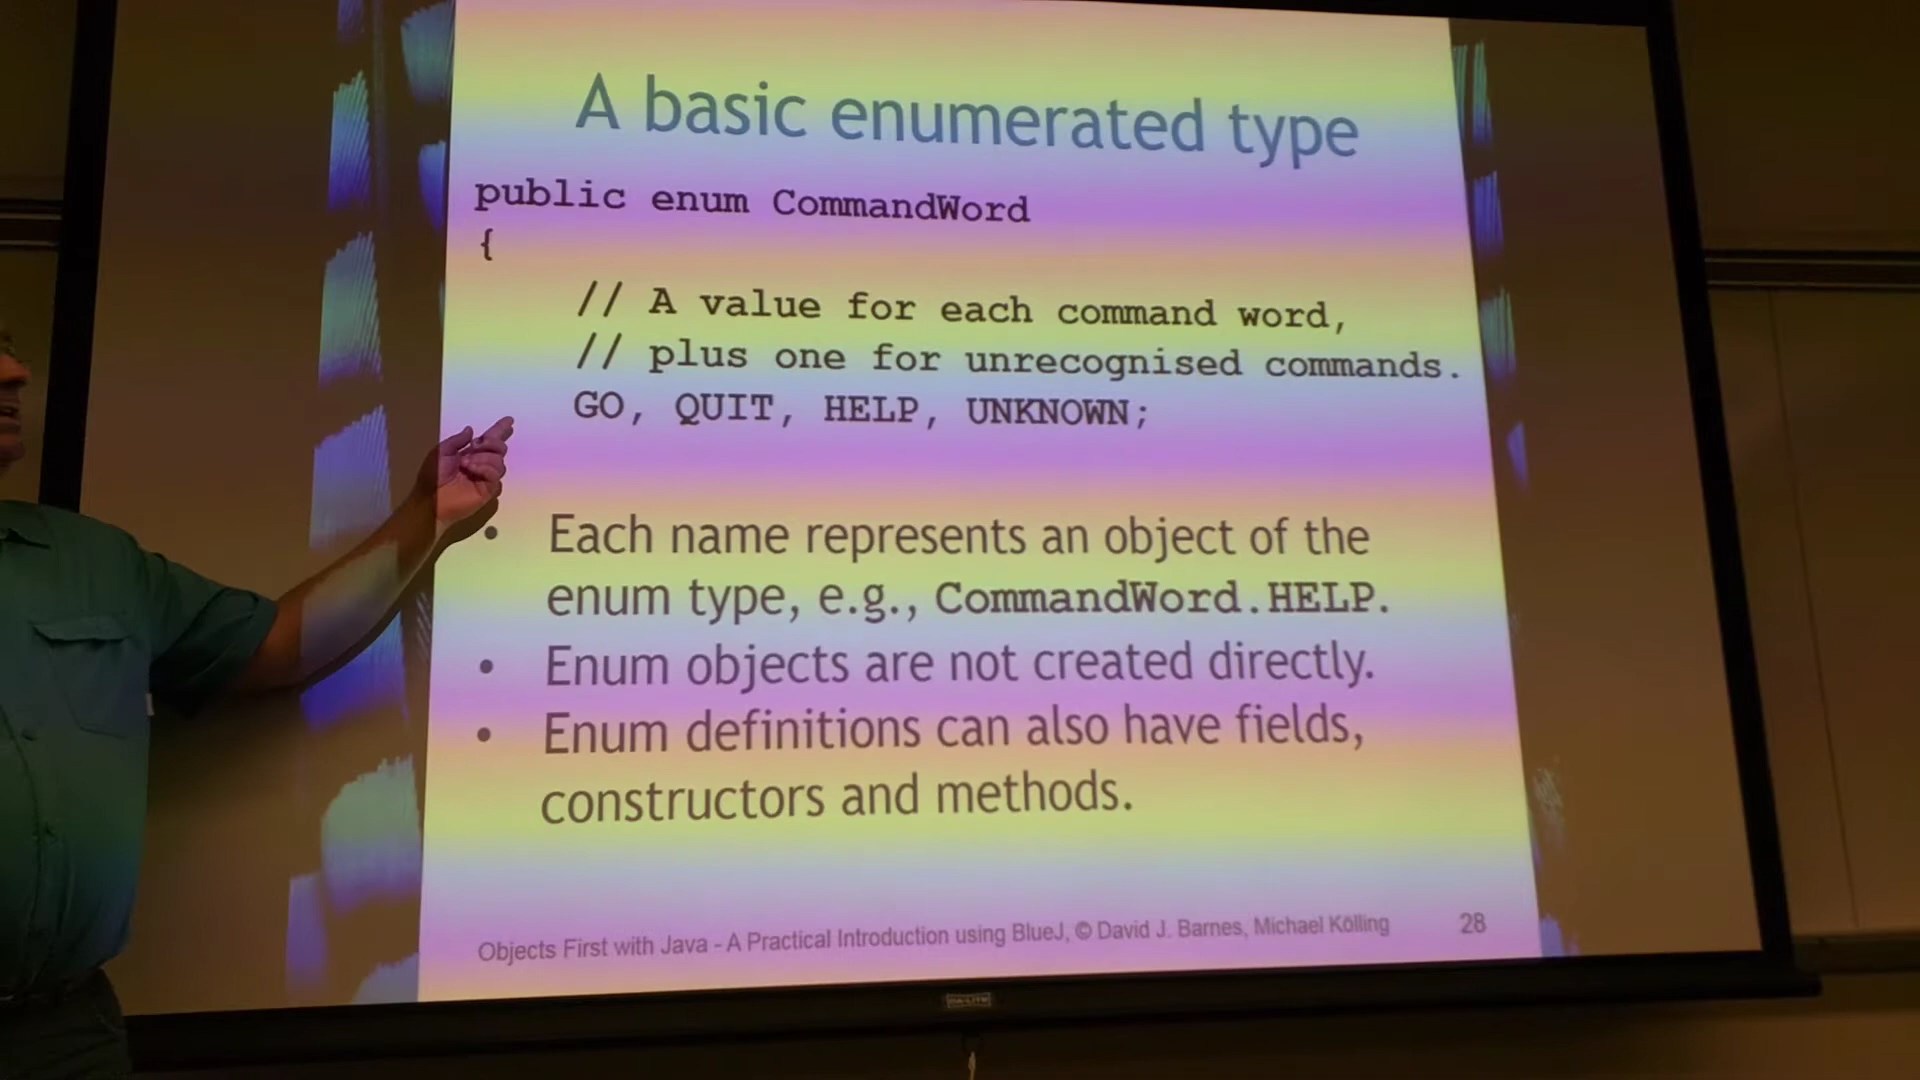 A basic enumerated type
public enum CommandWord
{
// A value for each command word,
// plus one for unrecognised commands.
GO, QUIT, HELP, UNKNOWN;
• Each name represents an object of the
enum type, e.g., CommandWord.HELP.
• Enum objects are not created directly.
• Enum definitions can also have fields,
constructors and methods.
Objects First with Java - A Practical Introduction using BlueJ, © David J. Barnes, Michael Kölling
28
DA-LITE